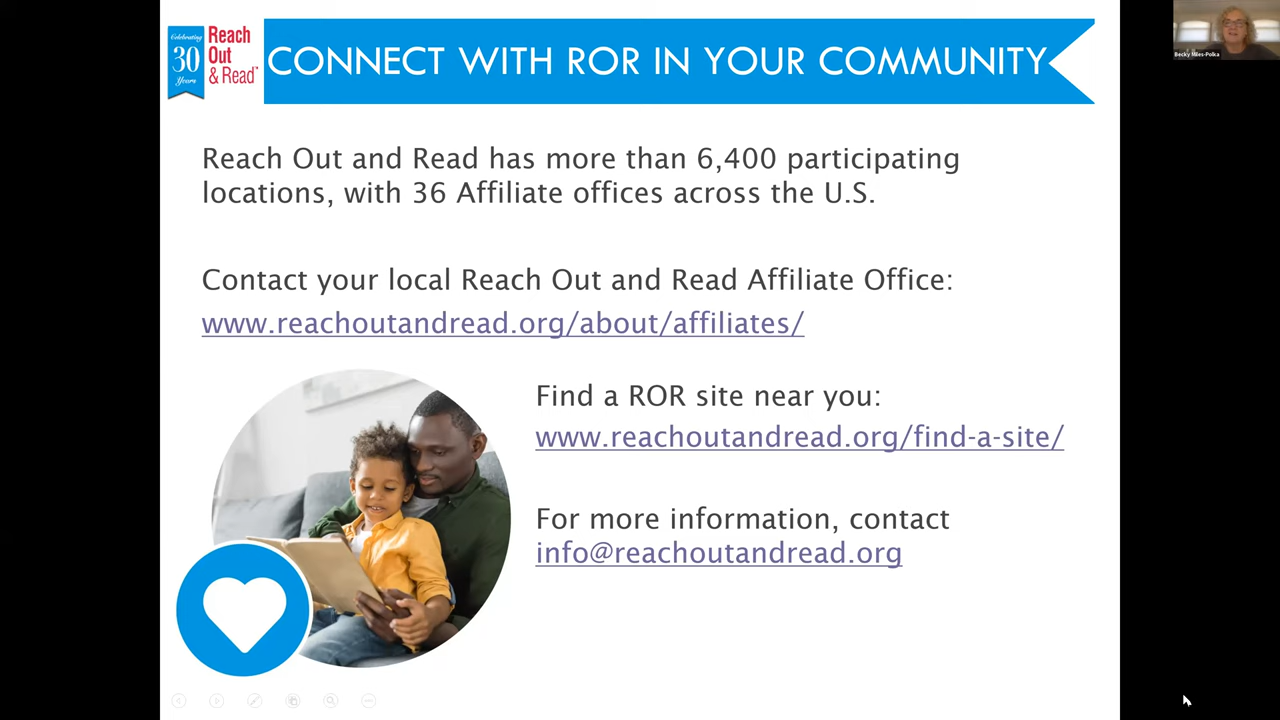 Celebrating
30
Years
Reach
Out
& Read™
CONNECT WITH ROR IN YOUR COMMUNITY
Becky Miles-Polka
Reach Out and Read has more than 6,400 participating
locations, with 36 Affiliate offices across the U.S.
Contact your local Reach Out and Read Affiliate Office:
www.reachoutandread.org/about/affiliates/
Find a ROR site near you:
www.reachoutandread.org/find-a-site/
For more information, contact
info@reachoutandread.org